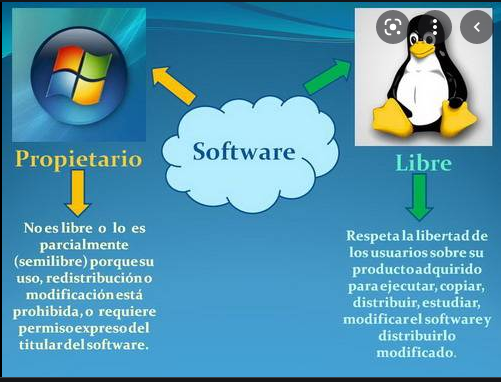 Software
Propietario
No es libre o lo es
parcialmente
(semilibre) porque su
uso, redistribución o
modificación está
prohibida, o requiere
permiso expreso del
titular del software.
Libre
Respeta la libertad de
los usuarios sobre su
producto adquirido
para ejecutar, copiar,
distribuir, estudiar,
modificar el software y
distribuirlo
modificado.